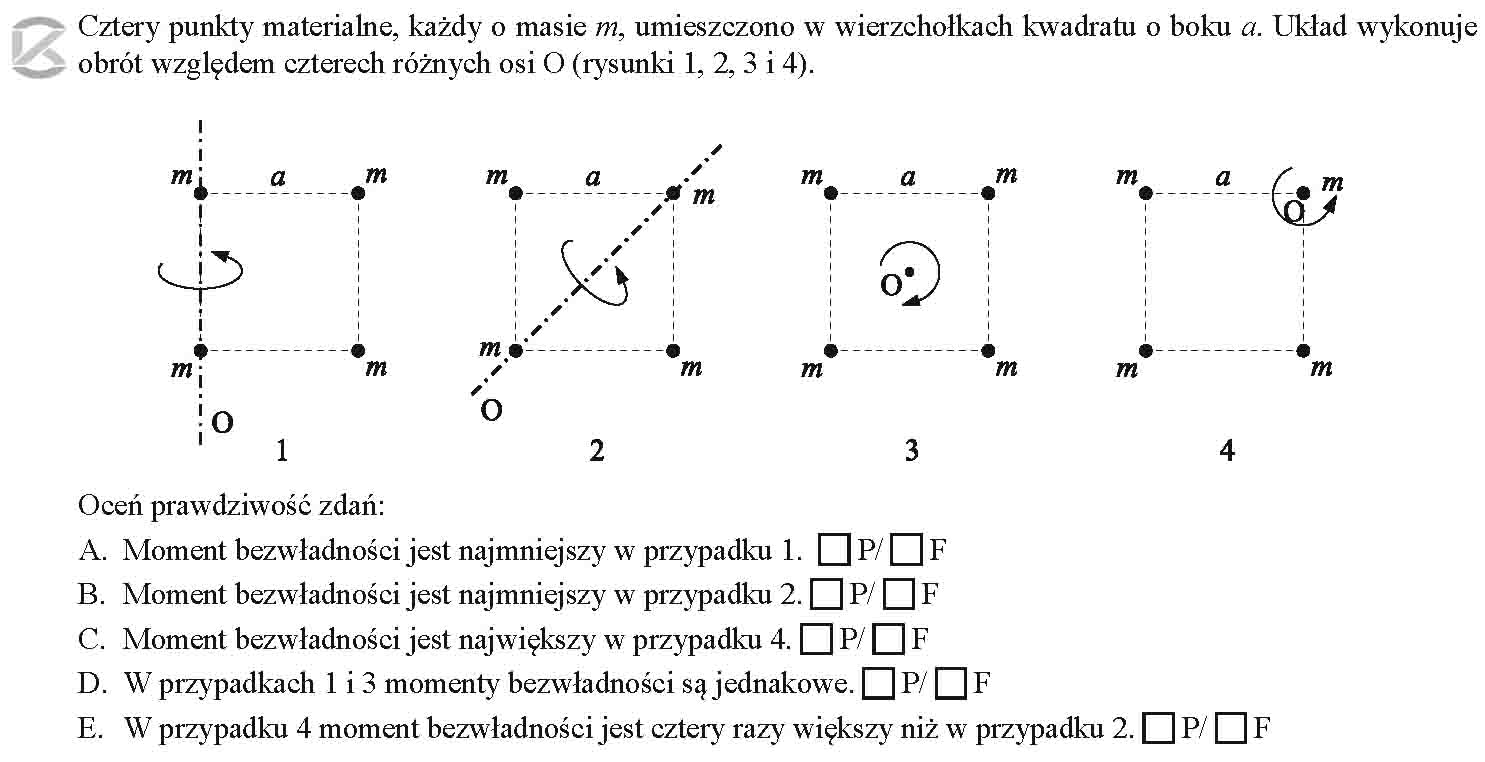 Cztery punkty materialne, każdy o masie m, umieszczono w wierzchołkach kwadratu o boku a. Układ wykonuje
obrót względem czterech różnych osi O (rysunki 1, 2, 3 i 4).
m a m m a m m a m m a m
O O
m m m m m m m m
O O
1 2 3 4
Oceń prawdziwość zdań:
A. Moment bezwładności jest najmniejszy w przypadku 1. P/ F
B. Moment bezwładności jest najmniejszy w przypadku 2. P/ F
C. Moment bezwładności jest największy w przypadku 4. P/ F
D. W przypadkach 1 i 3 momenty bezwładności są jednakowe. P/ F
E. W przypadku 4 moment bezwładności jest cztery razy większy niż w przypadku 2. P/ F